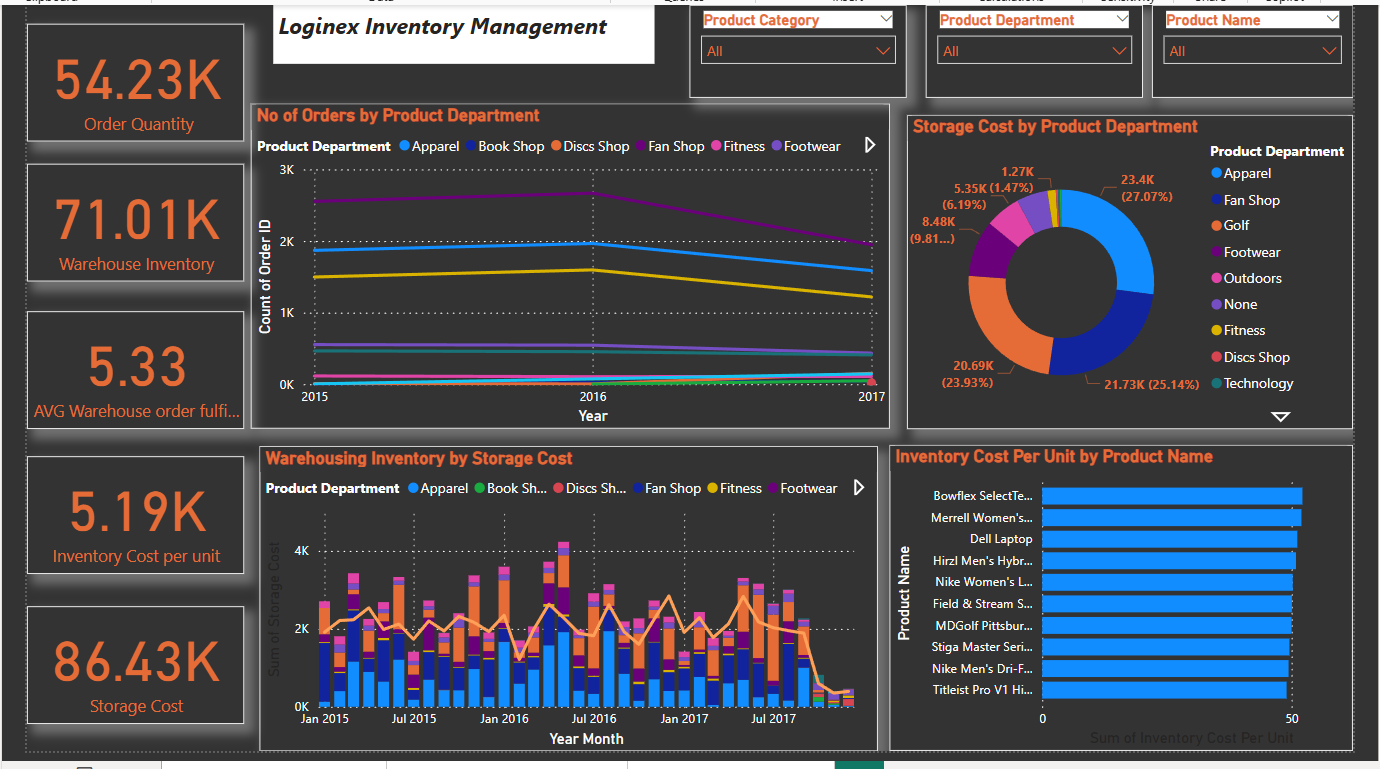 Loginex Inventory Management
Product Category
All
Product Department
All
Product Name
All
54.23K
Order Quantity
71.01K
Warehouse Inventory
5.33
AVG Warehouse order fulfi...
5.19K
Inventory Cost per unit
86.43K
Storage Cost
No of Orders by Product Department
Product Department Apparel Book Shop Discs Shop Fan Shop Fitness Footwear
Count of Order ID
3K
2K
1K
0K
2015 2016 2017
Year
Storage Cost by Product Department
23.4K
(27.07%)
21.73K (25.14%)
20.69K
(23.93%)
8.48K
(9.81...)
5.35K
(6.19%)
1.27K
(1.47%)
Product Department
Apparel
Fan Shop
Golf
Footwear
Outdoors
None
Fitness
Discs Shop
Technology
Warehousing Inventory by Storage Cost
Product Department Apparel Book Sh... Discs Sh... Fan Shop Fitness Footwear
Sum of Storage Cost
4K
2K
0K
Jan 2015 Jul 2015 Jan 2016 Jul 2016 Jan 2017 Jul 2017
Year Month
Inventory Cost Per Unit by Product Name
Product Name
Bowflex SelectTe...
Merrell Women's...
Dell Laptop
Hirzl Men's Hybr...
Nike Women's L...
Field & Stream S...
MDGolf Pittsbur...
Stiga Master Seri...
Nike Men's Dri-F...
Titleist Pro V1 Hi...
0 50
Sum of Inventory Cost Per Unit